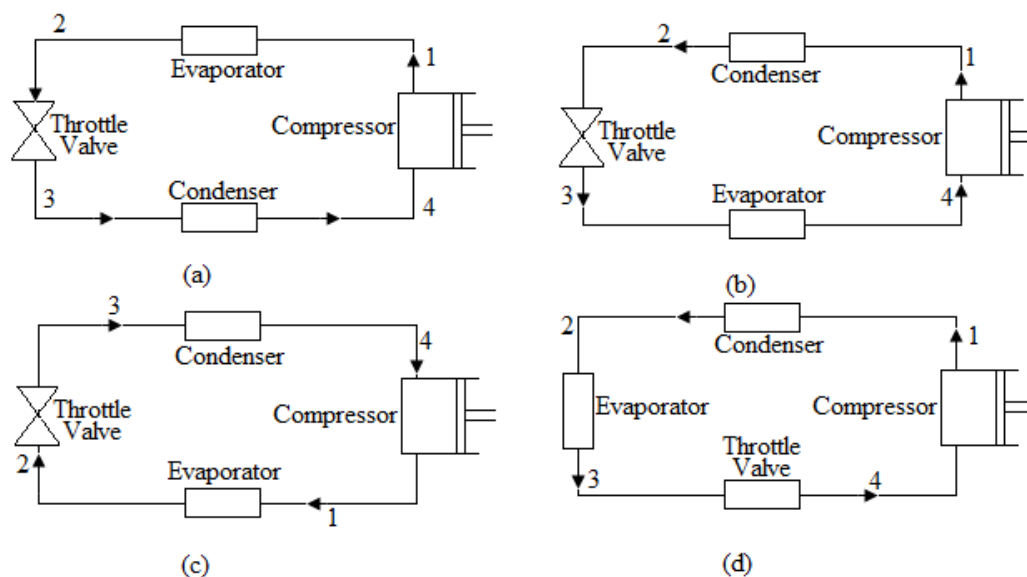 2
Evaporator
1
Throttle
Valve
Compressor
3
Condenser
4
(a)
2
Condenser
1
Throttle
Valve
Compressor
3
Evaporator
4
(b)
3
Condenser
4
Throttle
Valve
Compressor
2
Evaporator
1
(c)
2
Condenser
1
Evaporator
Compressor
3
Throttle
Valve
4
(d)